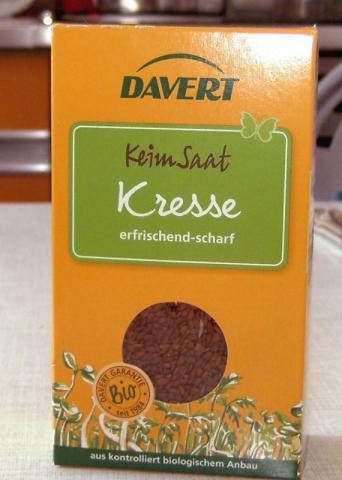 DAVERT
KeimSaat
Kresse
erfrischend-scharf
DAVERT GARANTIE
Bio
seit 1984
aus kontrolliert biologischem Anbau